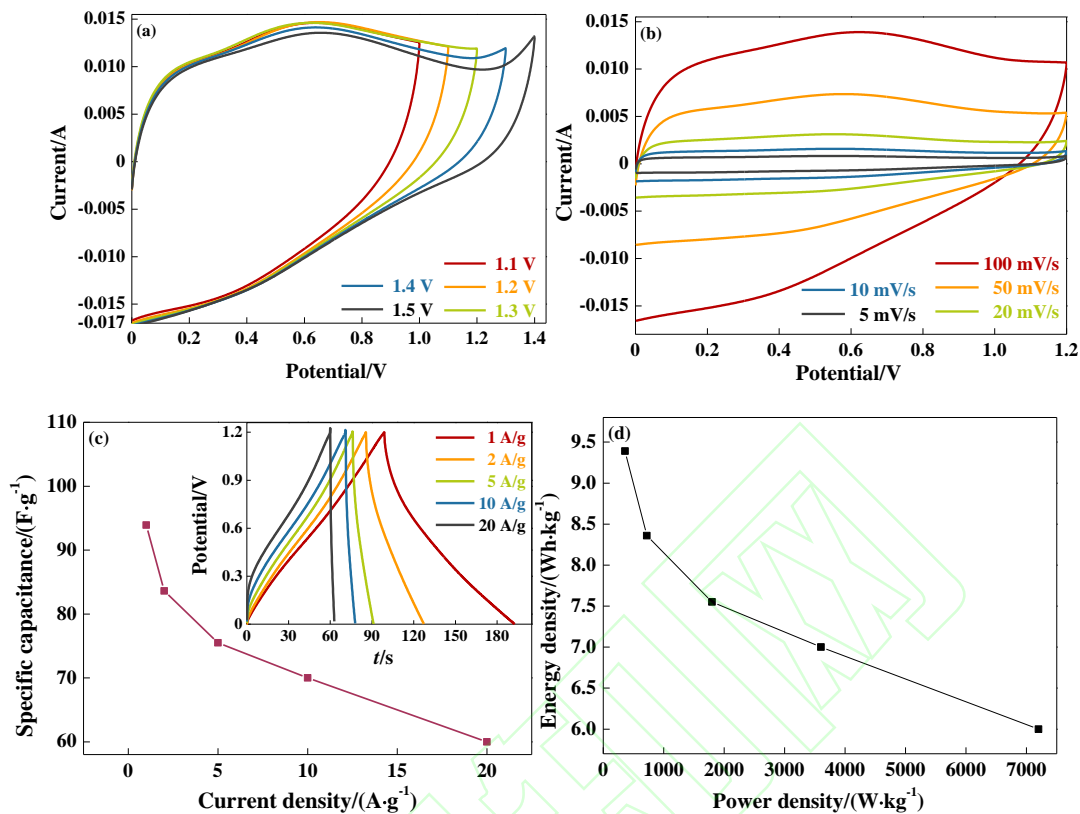 (a)
0.015
0.010
0.005
0
-0.005
-0.010
-0.015
-0.017
Current/A
1.1 V
1.4 V
1.2 V
1.5 V
1.3 V
0 0.2 0.4 0.6 0.8 1.0 1.2 1.4
Potential/V
(b)
0.015
0.010
0.005
0
-0.005
-0.010
-0.015
Current/A
100 mV/s
10 mV/s
50 mV/s
5 mV/s
20 mV/s
0 0.2 0.4 0.6 0.8 1.0 1.2
Potential/V
(c)
110
100
90
80
70
60
Specific capacitance/(F·g⁻¹)
1.2
0.9
0.6
0.3
0
Potential/V
1 A/g
2 A/g
5 A/g
10 A/g
20 A/g
0 30 60 90 120 150 180
t/s
0 5 10 15 20
Current density/(A·g⁻¹)
(d)
9.5
9.0
8.5
8.0
7.5
7.0
6.5
6.0
Energy density/(Wh·kg⁻¹)
0 1000 2000 3000 4000 5000 6000 7000
Power density/(W·kg⁻¹)